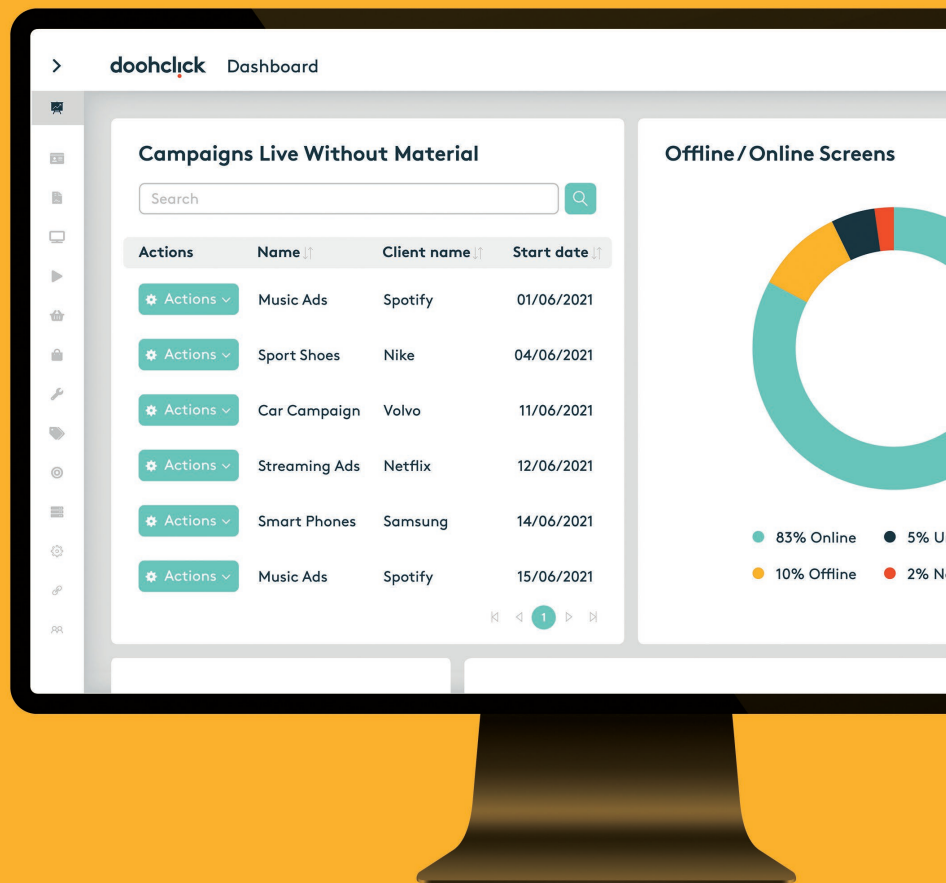 doohclick Dashboard
Campaigns Live Without Material
Search
Actions Name Client name Start date
Actions Music Ads Spotify 01/06/2021
Actions Sport Shoes Nike 04/06/2021
Actions Car Campaign Volvo 11/06/2021
Actions Streaming Ads Netflix 12/06/2021
Actions Smart Phones Samsung 14/06/2021
Actions Music Ads Spotify 15/06/2021
1
Offline/Online Screens
83% Online 5%
10% Offline 2%